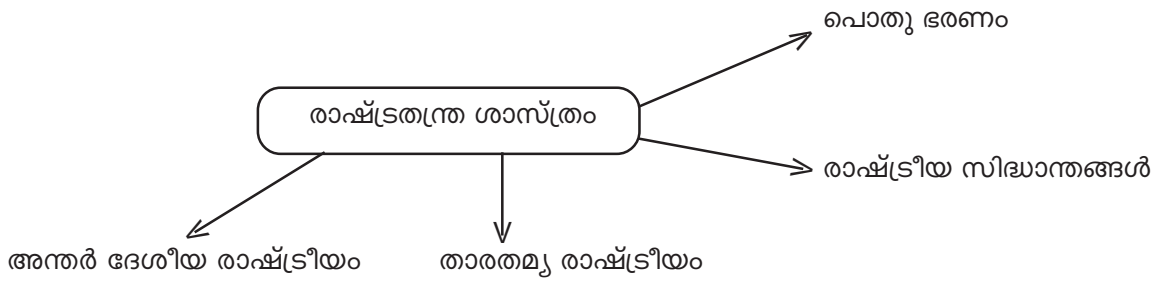 പൊതു ഭരണം
രാഷ്ട്രതന്ത്ര ശാസ്ത്രം
രാഷ്ട്രീയ സിദ്ധാന്തങ്ങൾ
അന്തർ ദേശീയ രാഷ്ട്രീയം
താരതമ്യ രാഷ്ട്രീയം